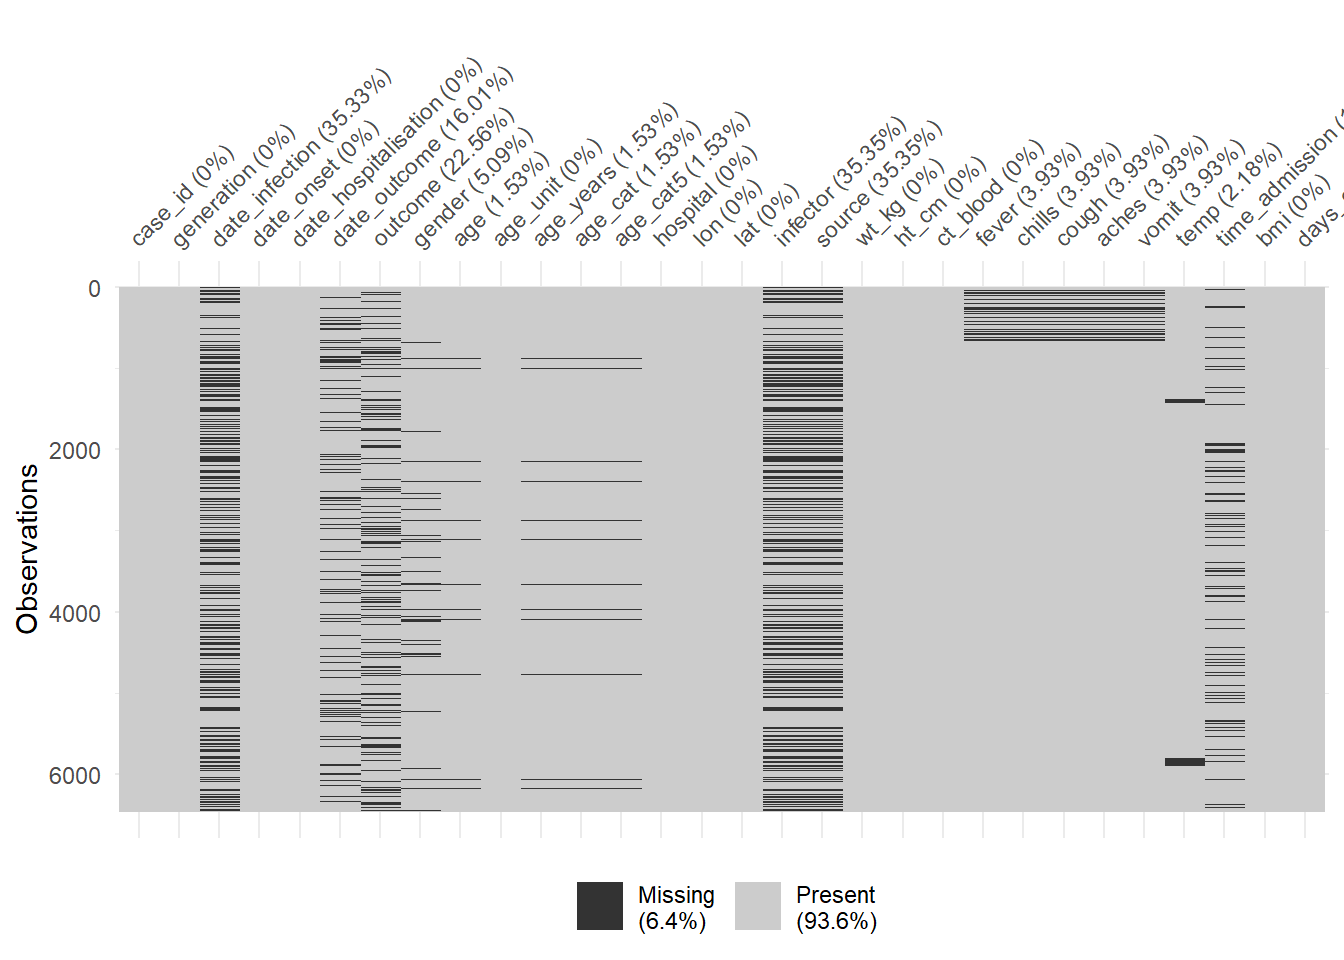 case_id (0%)
generation (0%)
date_infection (35.33%)
date_onset (0%)
date_hospitalisation (0%)
date_outcome (16.01%)
outcome (22.56%)
gender (5.09%)
age (1.53%)
age_unit (0%)
age_years (1.53%)
age_cat (1.53%)
age_cat5 (1.53%)
hospital (0%)
lon (0%)
lat (0%)
infector (35.35%)
source (35.35%)
wt_kg (0%)
ht_cm (0%)
ct_blood (0%)
fever (3.93%)
chills (3.93%)
cough (3.93%)
aches (3.93%)
vomit (3.93%)
temp (2.18%)
time_admission (
bmi (0%)
days_
0
2000
4000
6000
Observations
Missing
(6.4%)
Present
(93.6%)